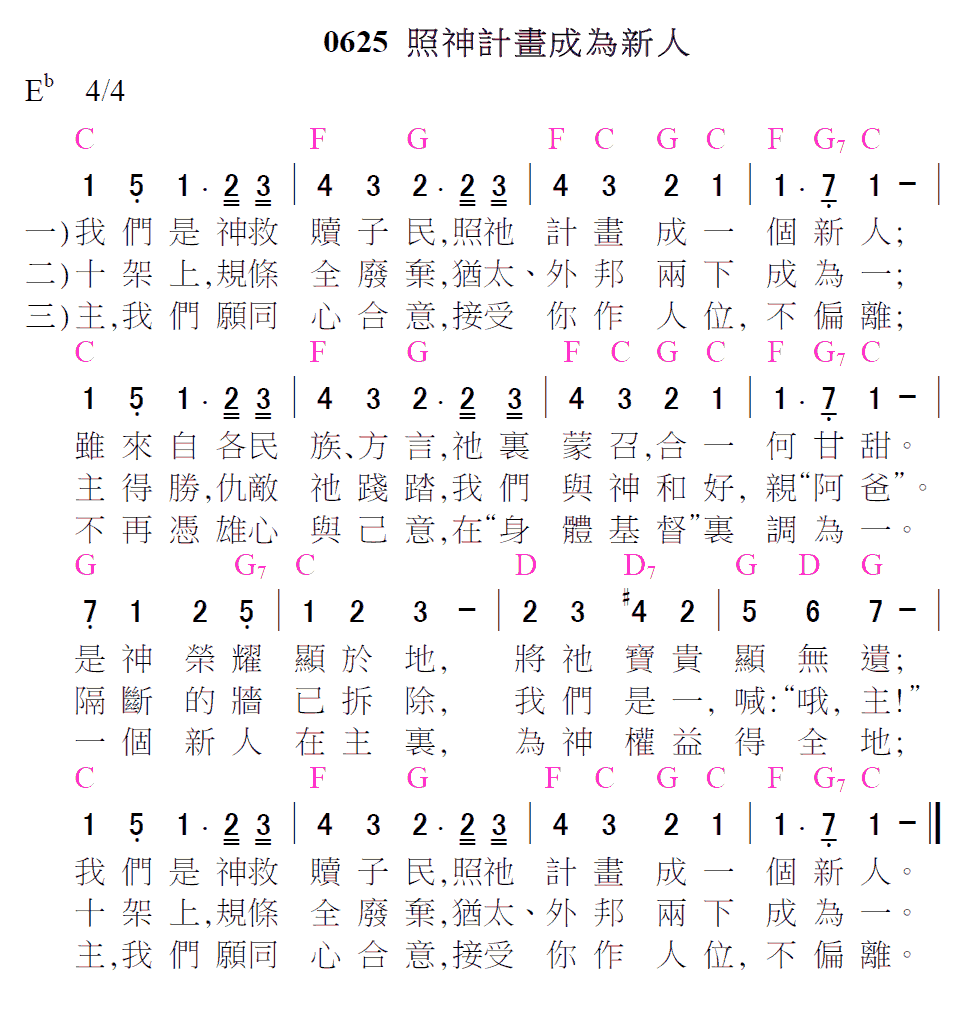 0625 照神計畫成為新人
E♭ 4/4
C F G F C G C F G7 C
1 5̣ 1 · 2 3 | 4 3 2 · 2 3 | 4 3 2 1 | 1 · 7̣ 1 – |
一)我們是神救贖子民,照祂計畫成一個新人;
二)十架上,規條全廢棄,猶太、外邦兩下成為一;
三)主,我們願同心合意,接受你作人位,不偏離;
C F G F C G C F G7 C
1 5̣ 1 · 2 3 | 4 3 2 · 2 3 | 4 3 2 1 | 1 · 7̣ 1 – |
雖來自各民族、方言,祂裏蒙召,合一何甘甜。
主得勝,仇敵祂踐踏,我們與神和好,親“阿爸”。
不再憑雄心與己意,在“身體基督”裏調為一。
G G7 C D D7 G D G
7̣ 1 2 5̣ | 1 2 3 – | 2 3 ♯4 2 | 5 6 7 – |
是神榮耀顯於地,將祂寶貴顯無遺;
隔斷的牆已拆除,我們是一,喊:“哦,主!”
一個新人在主裏,為神權益得全地;
C F G F C G C F G7 C
1 5̣ 1 · 2 3 | 4 3 2 · 2 3 | 4 3 2 1 | 1 · 7̣ 1 – ||
我們是神救贖子民,照祂計畫成一個新人。
十架上,規條全廢棄,猶太、外邦兩下成為一。
主,我們願同心合意,接受你作人位,不偏離。